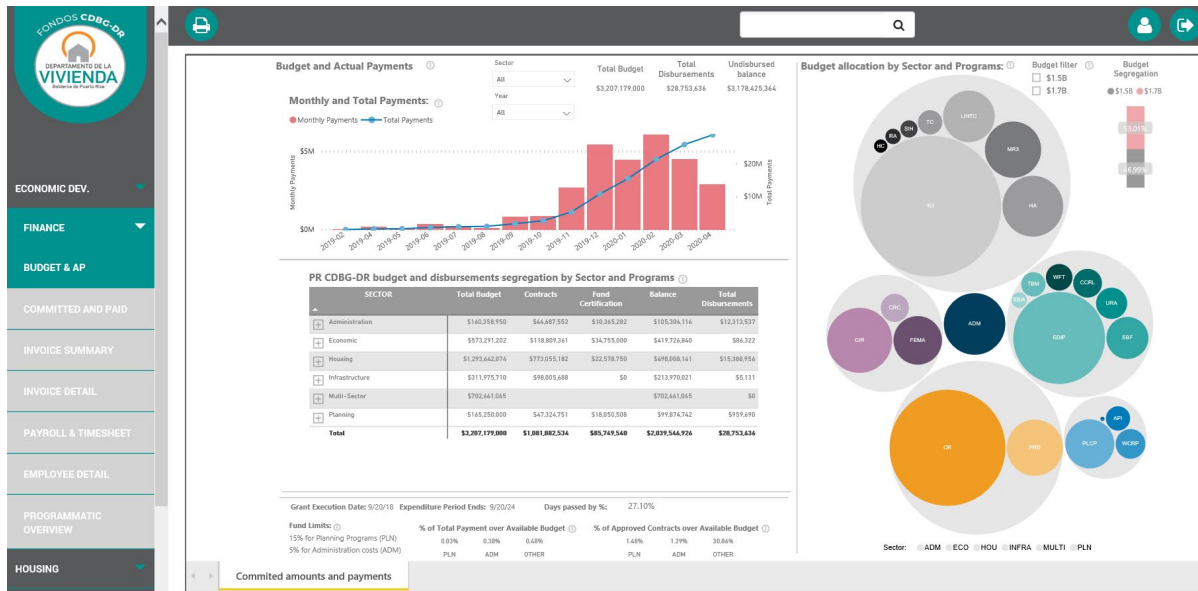 FONDOS CDBG-DR
DEPARTAMENTO DE LA
VIVIENDA
Gobierno de Puerto Rico
ECONOMIC DEV.
FINANCE
BUDGET & AP
COMMITTED AND PAID
INVOICE SUMMARY
INVOICE DETAIL
PAYROLL & TIMESHEET
EMPLOYEE DETAIL
PROGRAMMATIC
OVERVIEW
HOUSING
Budget and Actual Payments
Sector
All
Year
All
Total Budget
$3,207,179,000
Total
Disbursements
$28,753,636
Undisbursed
balance
$3,178,425,364
Monthly and Total Payments:
Monthly Payments Total Payments
Monthly Payments
$5M
$0M
$20M
$10M
Total Payments
2019-02 2019-04 2019-05 2019-06 2019-07 2019-08 2019-09 2019-10 2019-11 2019-12 2020-01 2020-02 2020-03 2020-04
PR CDBG-DR budget and disbursements segregation by Sector and Programs
SECTOR Total Budget Contracts Fund Certification Balance Total Disbursements
Administration $160,358,950 $44,687,552 $10,365,282 $105,306,116 $12,313,537
Economic $573,291,202 $118,809,361 $34,755,000 $419,726,840 $86,322
Housing $1,293,642,074 $773,055,182 $22,578,750 $498,008,141 $15,388,956
Infrastructure $311,975,710 $98,005,688 $0 $213,970,021 $5,131
Multi-Sector $702,661,065 $702,661,065 $0
Planning $165,250,000 $47,324,751 $18,050,508 $99,874,742 $959,690
Total $3,207,179,000 $1,081,882,534 $85,749,540 $2,039,546,926 $28,753,636
Grant Execution Date: 9/20/18 Expenditure Period Ends: 9/20/24 Days passed by %: 27.10%
Fund Limits:
15% for Planning Programs (PLN)
5% for Administration costs (ADM)
% of Total Payment over Available Budget
0.03% 0.38% 0.48%
PLN ADM OTHER
% of Approved Contracts over Available Budget
1.48% 1.39% 30.86%
PLN ADM OTHER
Commited amounts and payments
Budget allocation by Sector and Programs:
Budget filter
$1.5B
$1.7B
Budget
Segregation
$1.5B $1.7B
53.01%
46.99%
HC
IRA
SIH
TC
LIHTC
MR3
R3
HA
CRC
CIR
FEMA
ADM
TBM
WFT
CCRL
URA
EDIP
SBF
CR
API
PLCP
WCRP
Sector: ADM ECO HOU INFRA MULTI PLN